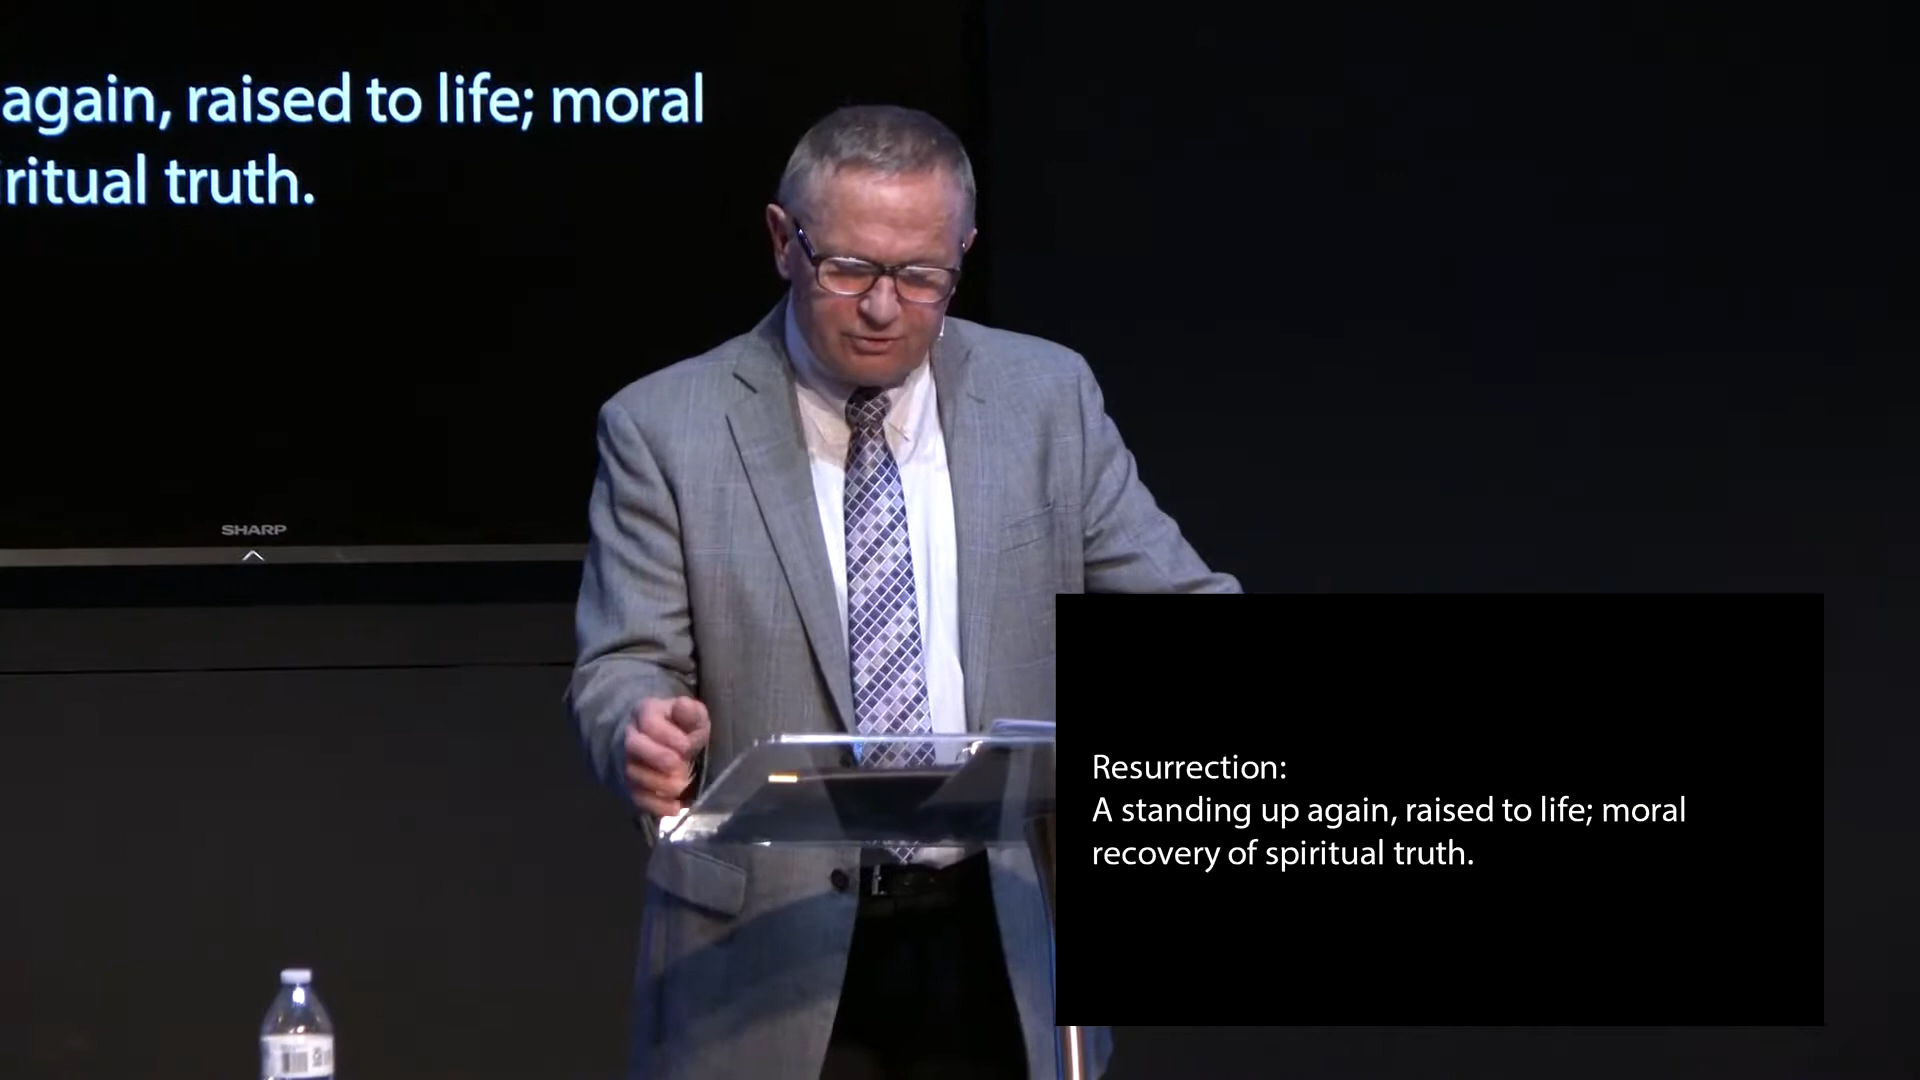 again, raised to life; moral
iritual truth.
SHARP
Resurrection:
A standing up again, raised to life; moral
recovery of spiritual truth.